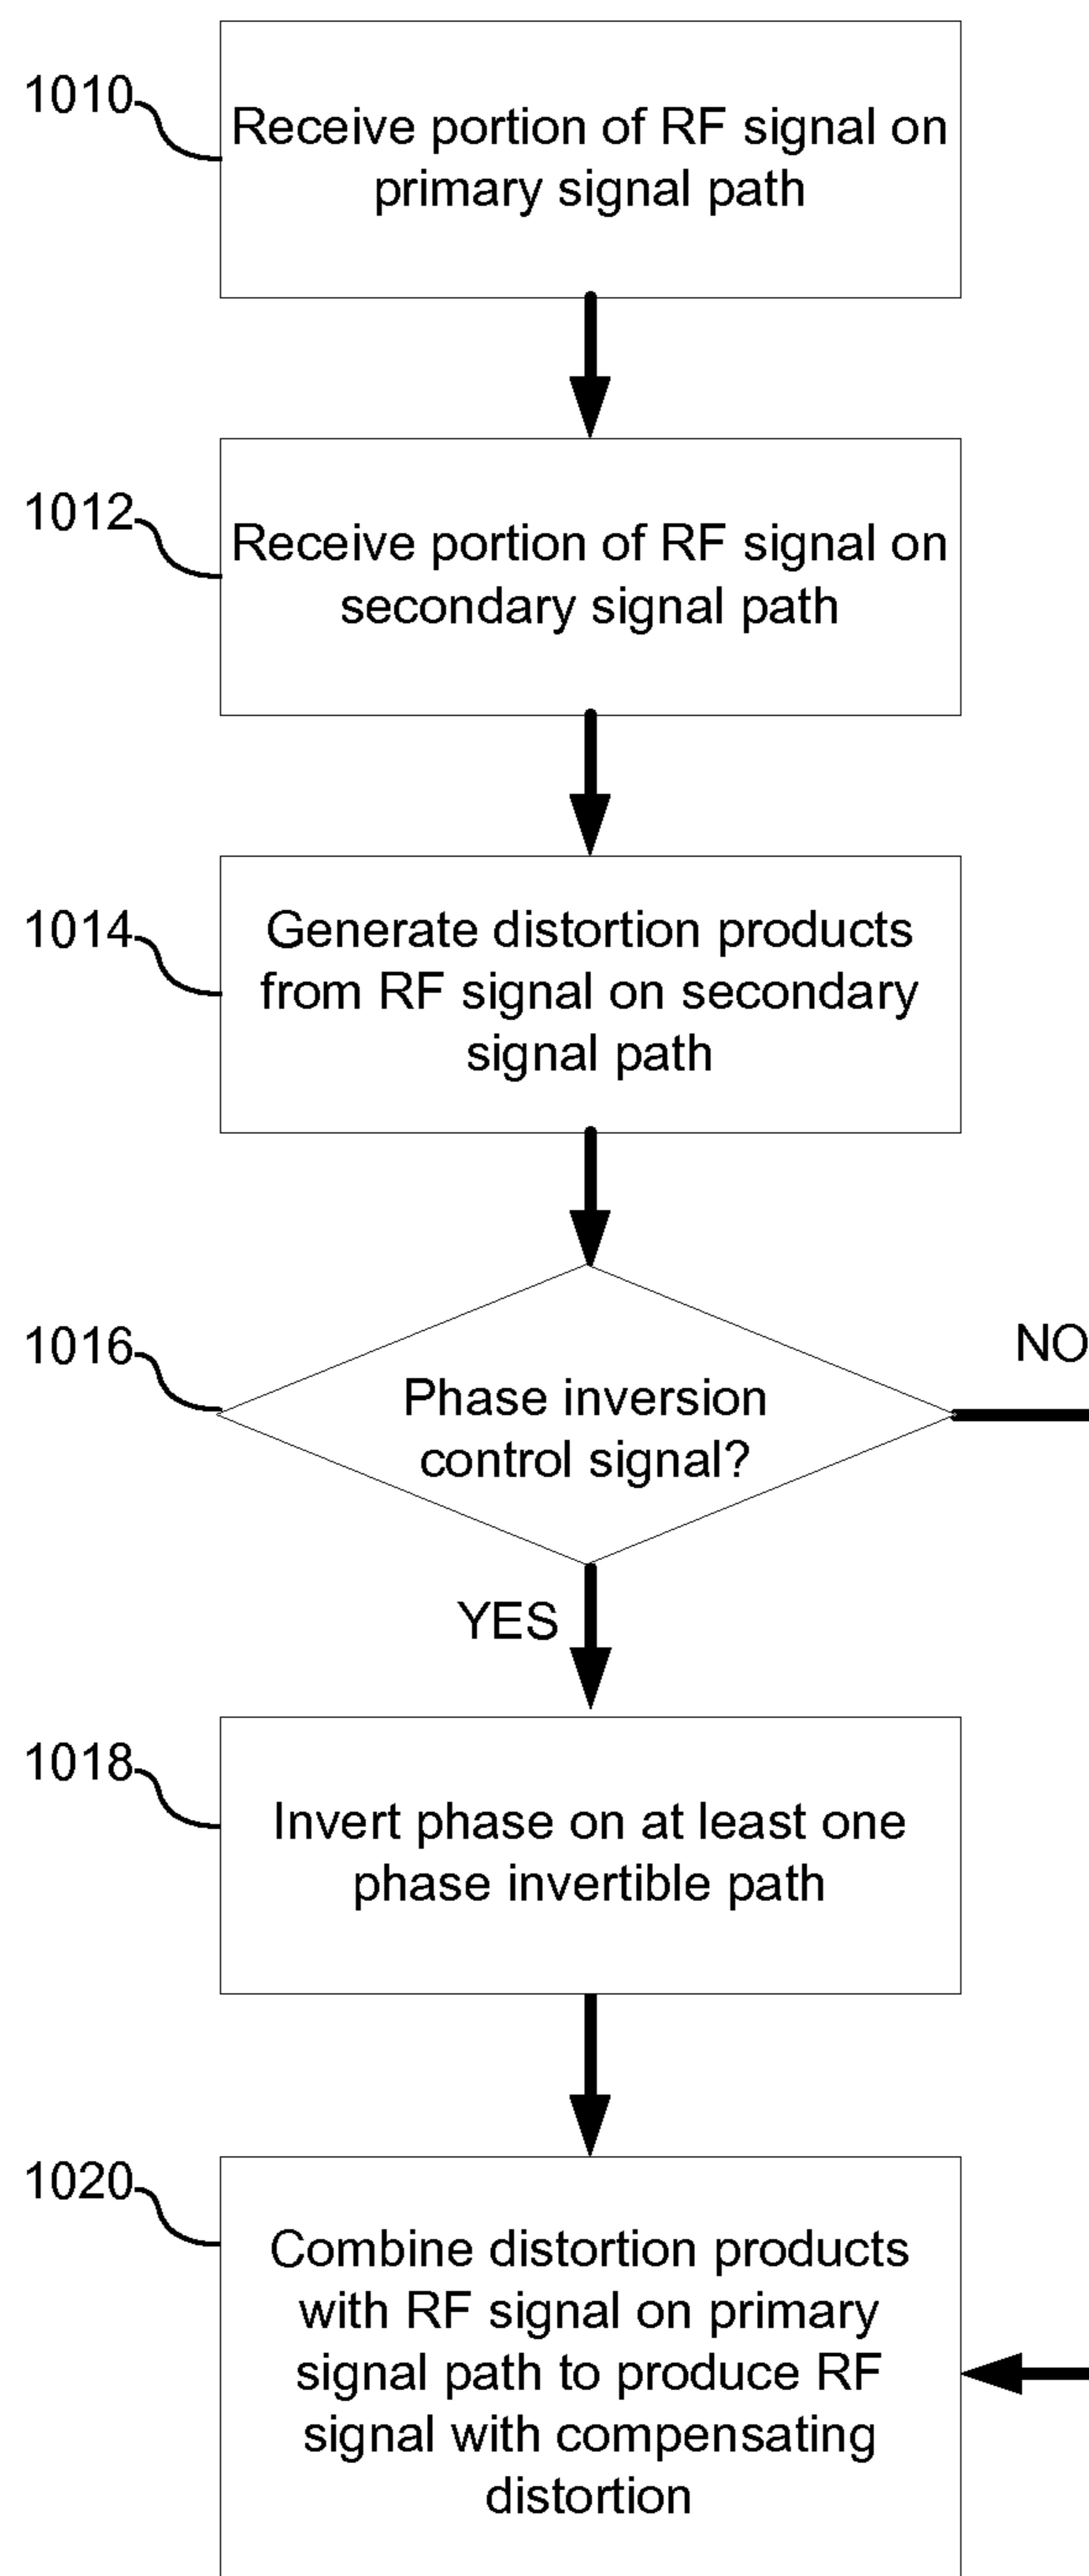 1010
Receive portion of RF signal on
primary signal path
1012
Receive portion of RF signal on
secondary signal path
1014
Generate distortion products
from RF signal on secondary
signal path
1016
Phase inversion
control signal?
NO
YES
1018
Invert phase on at least one
phase invertible path
1020
Combine distortion products
with RF signal on primary
signal path to produce RF
signal with compensating
distortion